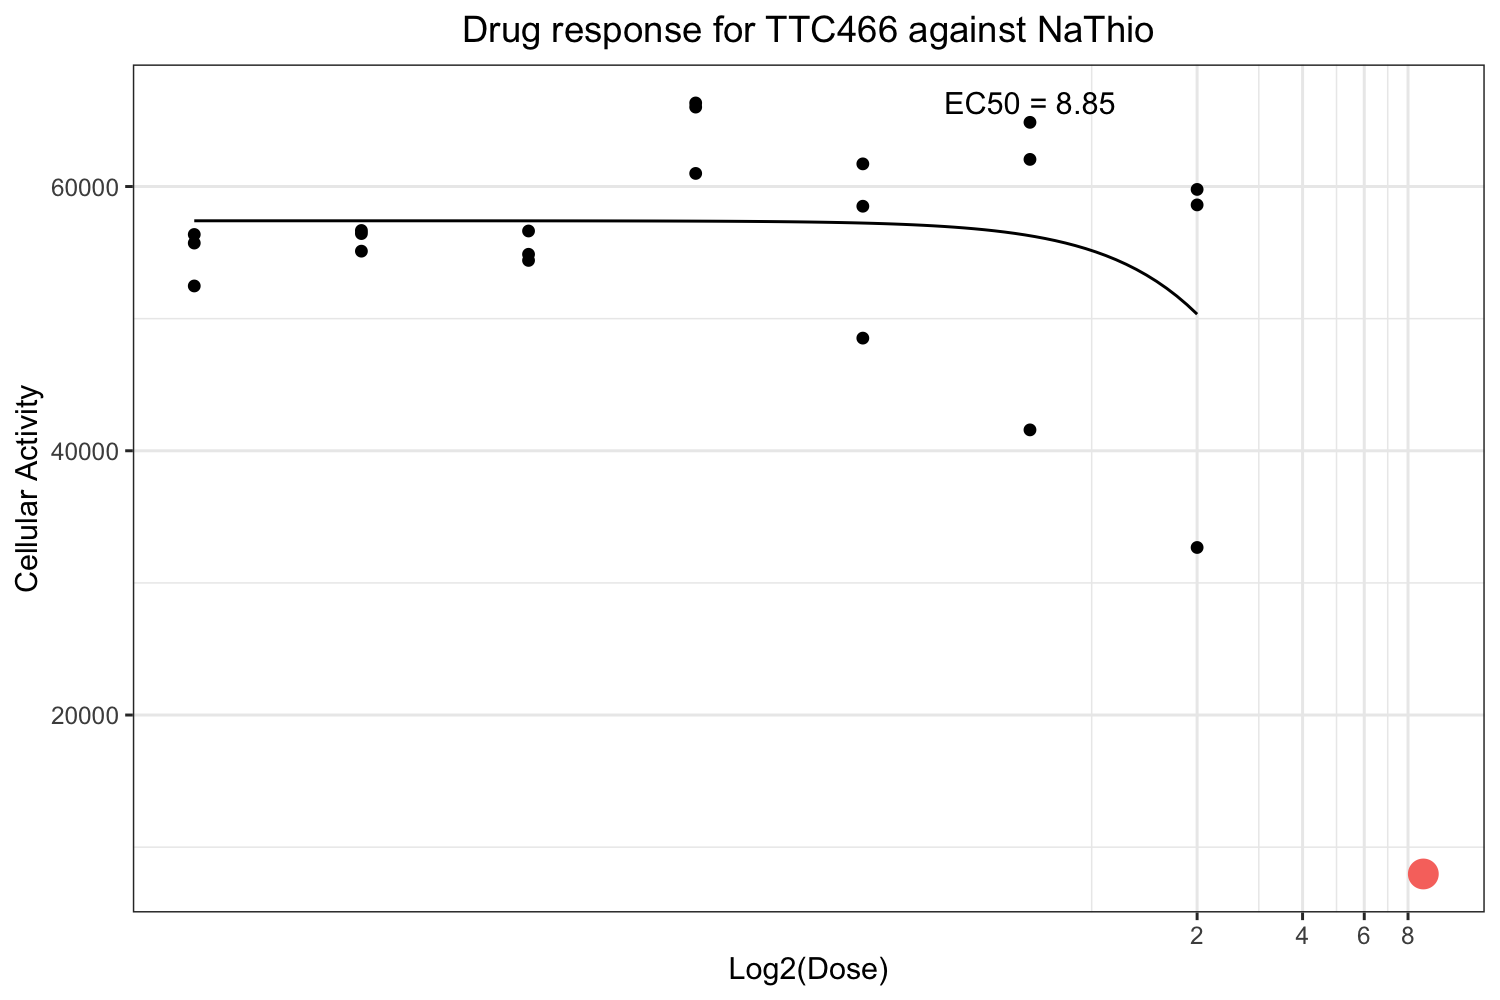 Drug response for TTC466 against NaThio
EC50 = 8.85
60000
40000
20000
Cellular Activity
2 4 6 8
Log2(Dose)